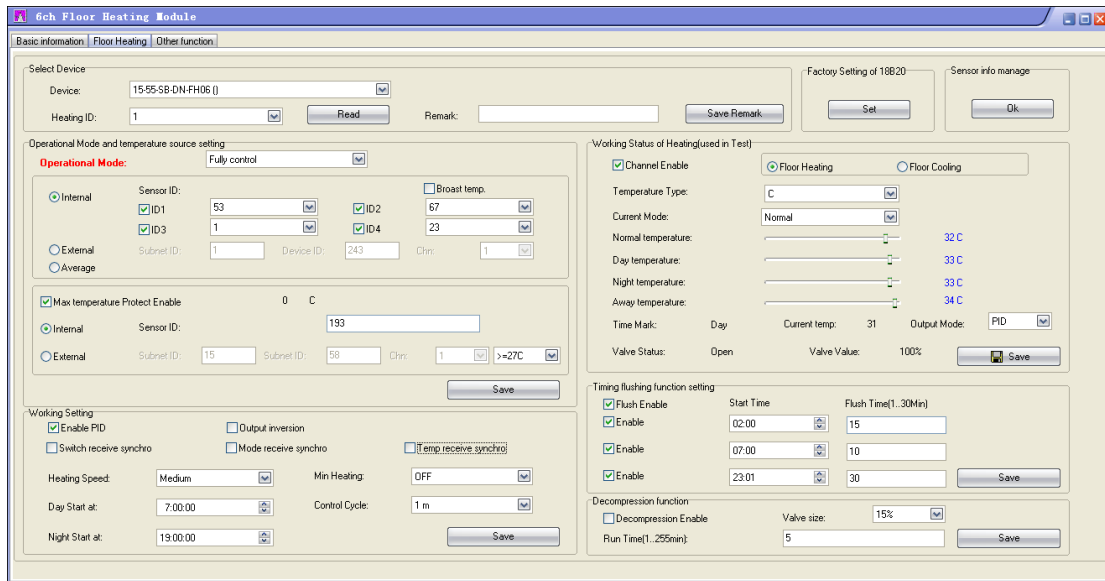 6ch Floor Heating Module
Basic information Floor Heating Other function
Select Device
Device: 15-55-SB-DN-FH06 ()
Heating ID: 1 Read Remark: Save Remark
Factory Setting of 18B20
Set
Sensor info manage
Ok
Operational Mode and temperature source setting
Operational Mode: Fully control
Internal Sensor ID: Broast temp.
ID1 53 ID2 67
ID3 1 ID4 23
External Subnet ID: 1 Device ID: 243 Chn: 1
Average
Max temperature Protect Enable 0 C
Internal Sensor ID: 193
External Subnet ID: 15 Subnet ID: 58 Chn: 1 >=27C
Save
Working Setting
Enable PID Output inversion
Switch receive synchro Mode receive synchro Temp receive synchro
Heating Speed: Medium Min Heating: OFF
Day Start at: 7:00:00 Control Cycle: 1 m
Night Start at: 19:00:00 Save
Working Status of Heating(used in Test)
Channel Enable Floor Heating Floor Cooling
Temperature Type: C
Current Mode: Normal
Normal temperature: 32 C
Day temperature: 33 C
Night temperature: 33 C
Away temperature: 34 C
Time Mark: Day Current temp: 31 Output Mode: PID
Valve Status: Open Valve Value: 100% Save
Timing flushing function setting
Flush Enable Start Time Flush Time(1..30Min)
Enable 02:00 15
Enable 07:00 10
Enable 23:01 30 Save
Decompression function
Decompression Enable Valve size: 15%
Run Time(1..255min): 5 Save